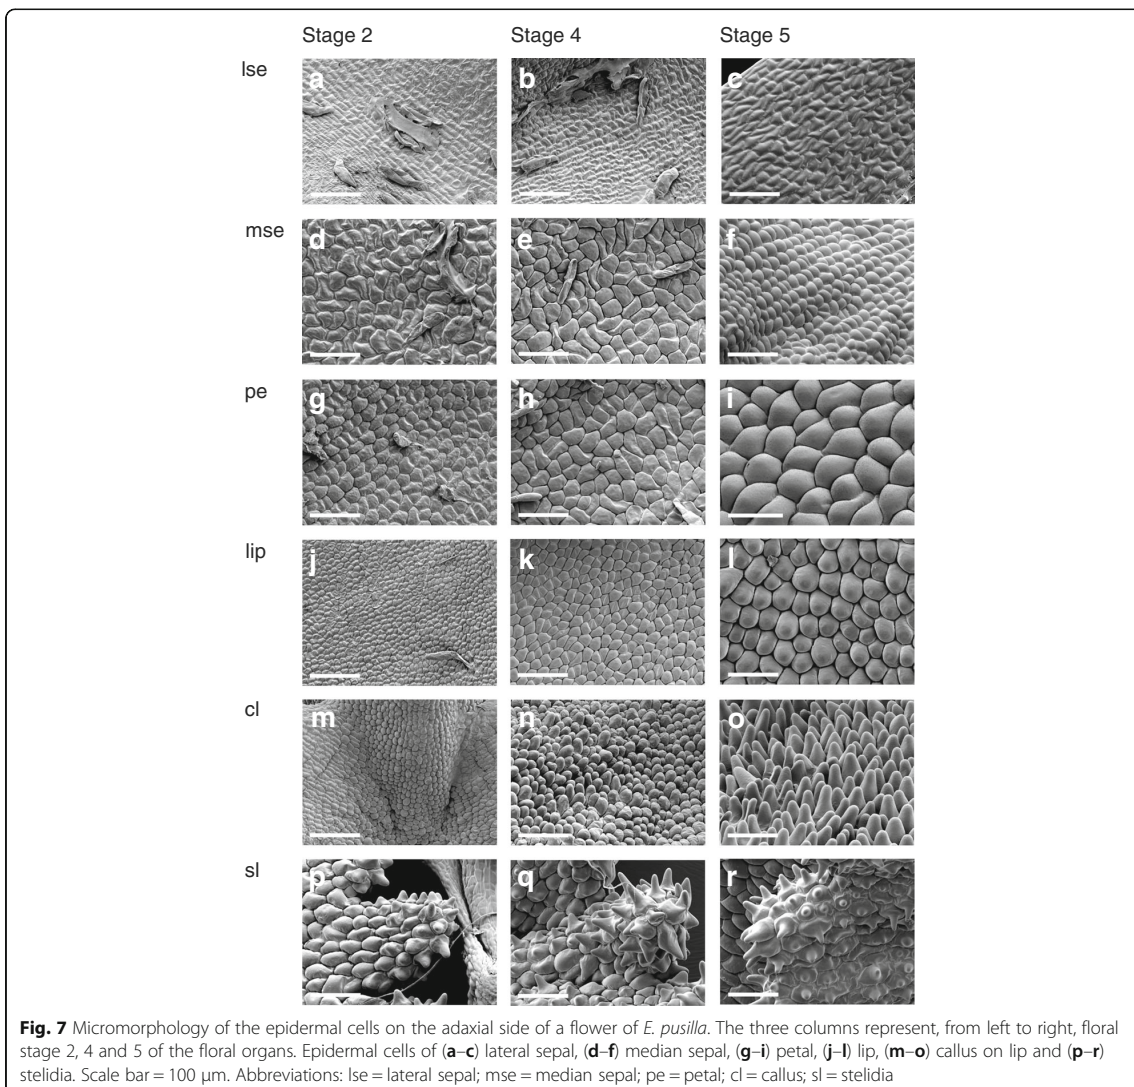 Stage 2 Stage 4 Stage 5
lse a b c
mse d e f
pe g h i
lip j k l
cl m n o
sl p q r
Fig. 7 Micromorphology of the epidermal cells on the adaxial side of a flower of E. pusilla. The three columns represent, from left to right, floral
stage 2, 4 and 5 of the floral organs. Epidermal cells of (a–c) lateral sepal, (d–f) median sepal, (g–i) petal, (j–l) lip, (m–o) callus on lip and (p–r)
stelidia. Scale bar = 100 μm. Abbreviations: lse = lateral sepal; mse = median sepal; pe = petal; cl = callus; sl = stelidia